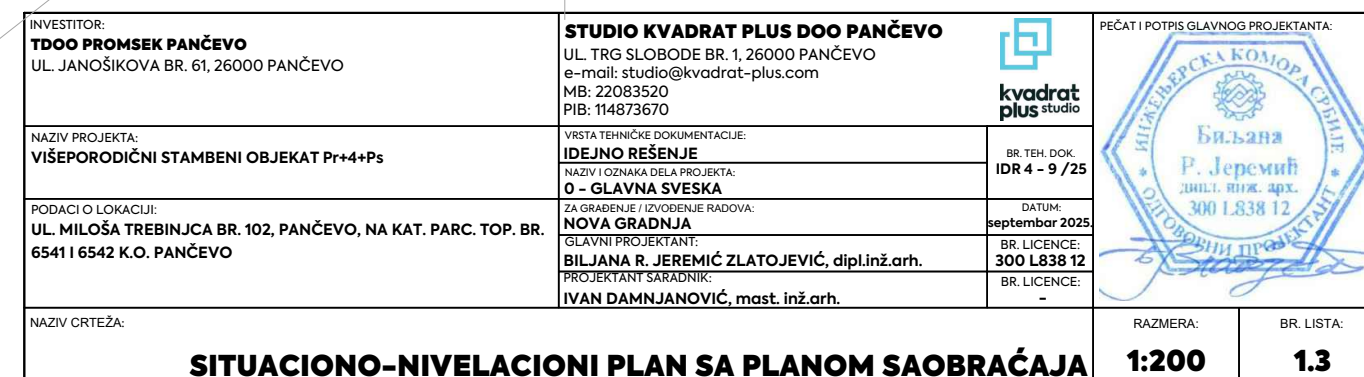 INVESTITOR:
TDOO PROMSEK PANČEVO
UL. JANOŠIKOVA BR. 61, 26000 PANČEVO
STUDIO KVADRAT PLUS DOO PANČEVO
UL. TRG SLOBODE BR. 1, 26000 PANČEVO
e-mail: studio@kvadrat-plus.com
MB: 22083520
PIB: 114873670
kvadrat
plus studio
PEČAT I POTPIS GLAVNOG PROJEKTANTA:
ИНЖЕЊЕРСКА КОМОРА СРБИЈЕ
Биљана
Р. Јеремић
дипл. инж. арх.
300 L838 12
ОДГОВОРНИ ПРОЈЕКТАНТ
NAZIV PROJEKTA:
VIŠEPORODIČNI STAMBENI OBJEKAT Pr+4+Ps
VRSTA TEHNIČKE DOKUMENTACIJE:
IDEJNO REŠENJE
NAZIV I OZNAKA DELA PROJEKTA:
0 - GLAVNA SVESKA
BR. TEH. DOK.
IDR 4 - 9 /25
PODACI O LOKACIJI:
UL. MILOŠA TREBINJCA BR. 102, PANČEVO, NA KAT. PARC. TOP. BR.
6541 I 6542 K.O. PANČEVO
ZA GRAĐENJE / IZVOĐENJE RADOVA:
NOVA GRADNJA
DATUM:
septembar 2025.
GLAVNI PROJEKTANT:
BILJANA R. JEREMIĆ ZLATOJEVIĆ, dipl.inž.arh.
BR. LICENCE:
300 L838 12
PROJEKTANT SARADNIK:
IVAN DAMNJANOVIĆ, mast. inž.arh.
BR. LICENCE:
-
NAZIV CRTEŽA:
SITUACIONO-NIVELACIONI PLAN SA PLANOM SAOBRAĆAJA
RAZMERA:
1:200
BR. LISTA:
1.3